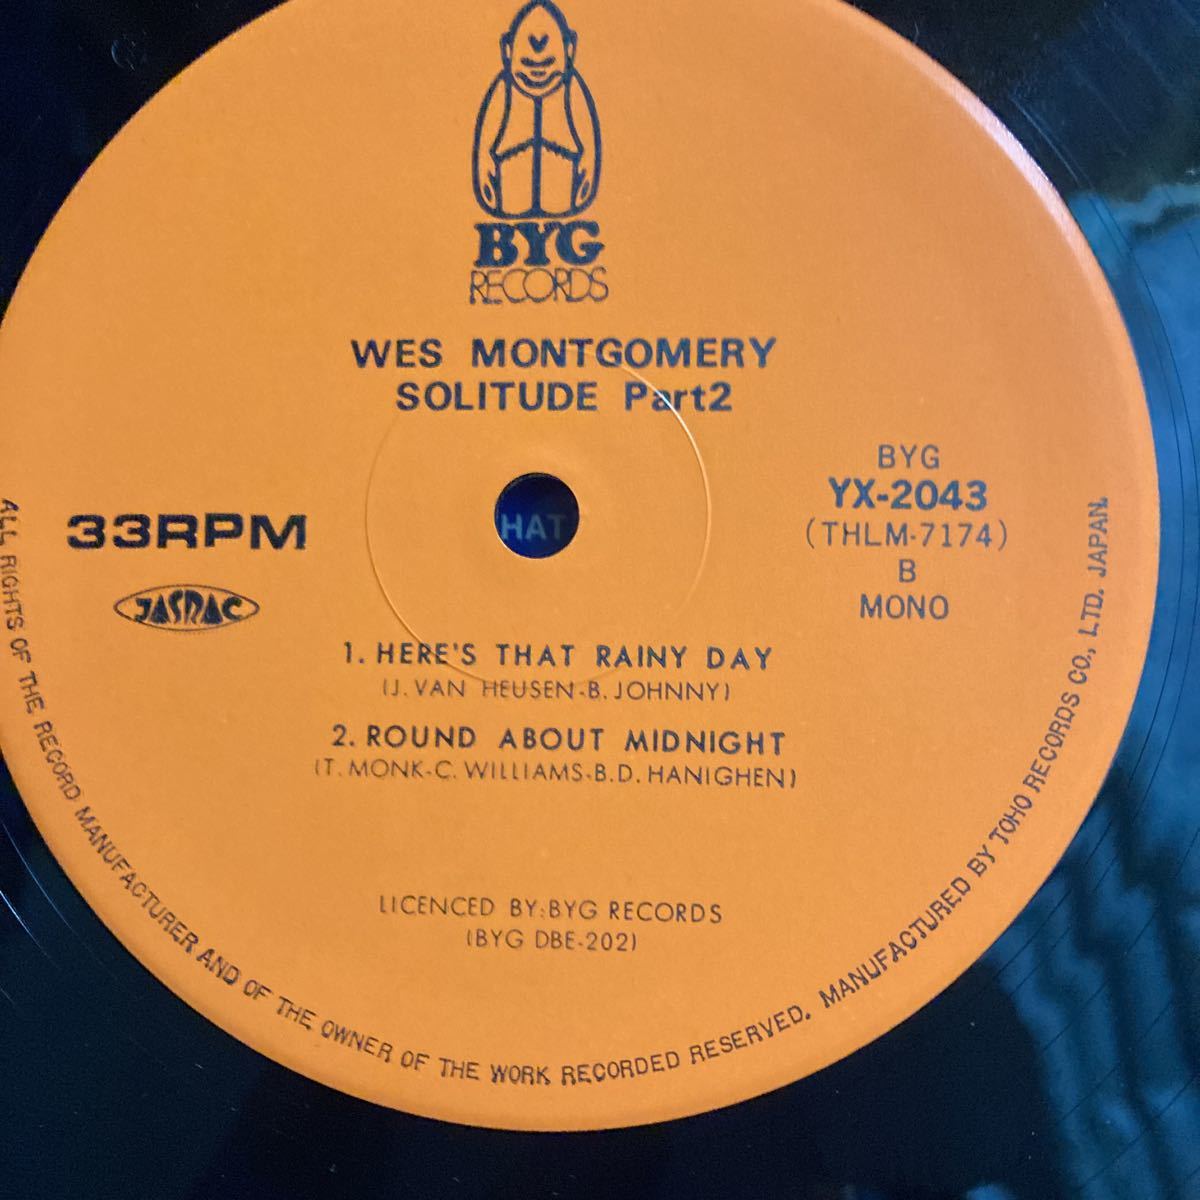 BYG
RECORDS
WES MONTGOMERY
SOLITUDE Part2
BYG
YX-2043
(THLM-7174)
B
MONO
33RPM
JASRAC
HAT
1. HERE'S THAT RAINY DAY
(J. VAN HEUSEN-B. JOHNNY)
2. ROUND ABOUT MIDNIGHT
(T. MONK-C. WILLIAMS-B.D. HANIGHEN)
LICENCED BY:BYG RECORDS
(BYG DBE-202)
ALL RIGHTS OF THE RECORD MANUFACTURER AND OF THE OWNER OF THE WORK RECORDED RESERVED. MANUFACTURED BY TOHO RECORDS CO., LTD. JAPAN.